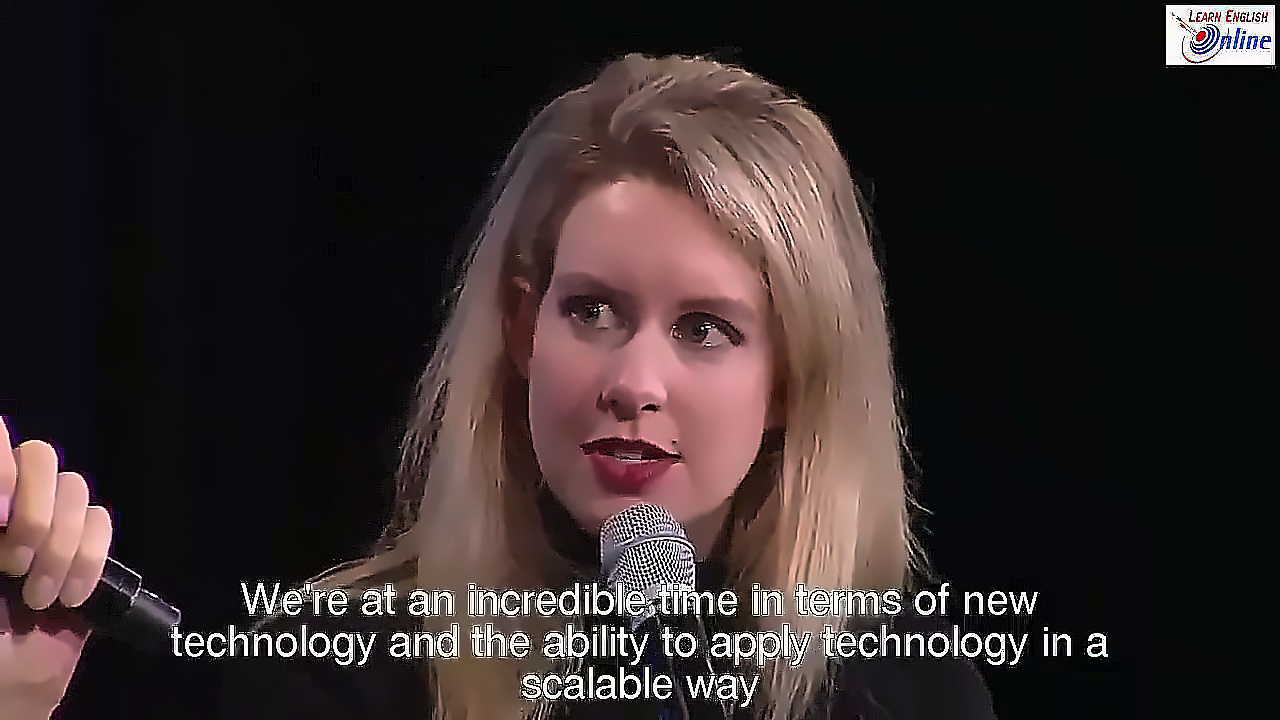 LEARN ENGLISH
Online
We're at an incredible time in terms of new
technology and the ability to apply technology in a
scalable way